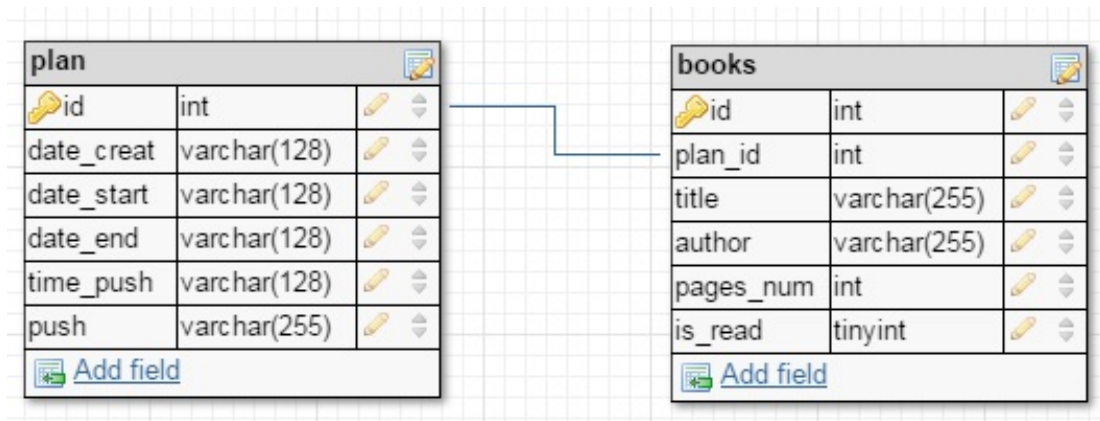 plan
id int
date_creat varchar(128)
date_start varchar(128)
date_end varchar(128)
time_push varchar(128)
push varchar(255)
Add field
books
id int
plan_id int
title varchar(255)
author varchar(255)
pages_num int
is_read tinyint
Add field